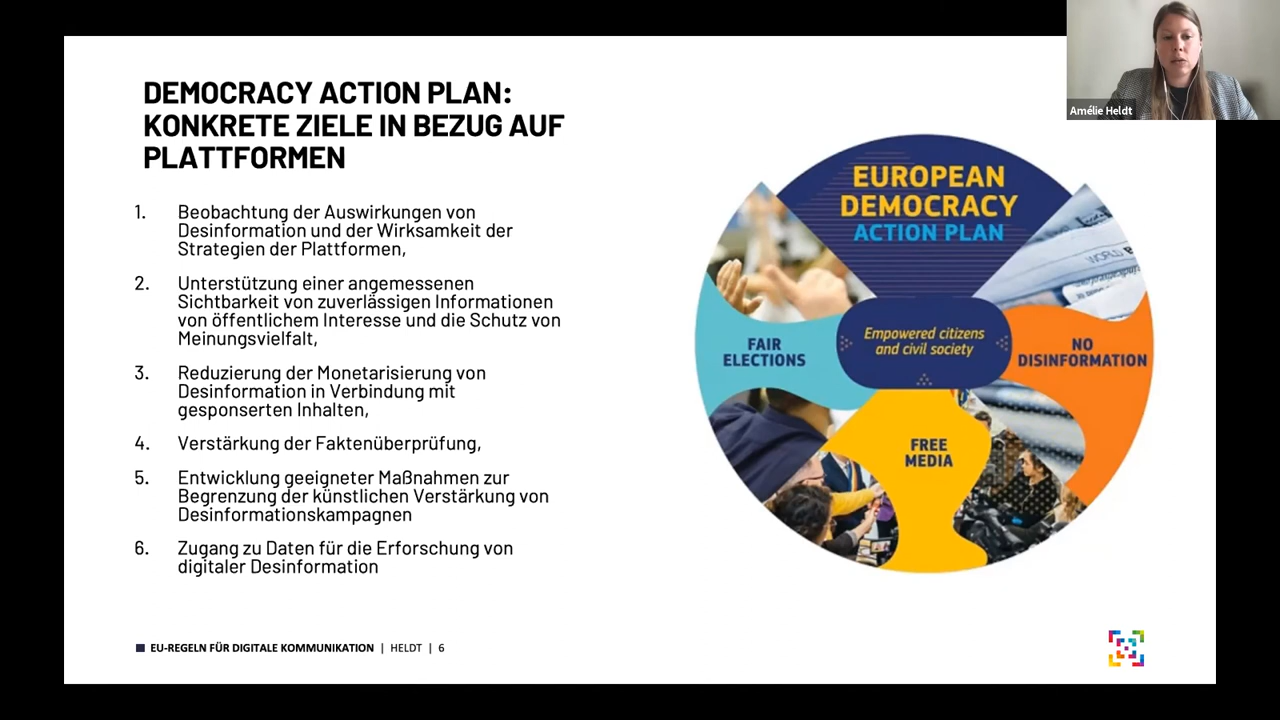 Amélie Heldt
DEMOCRACY ACTION PLAN:
KONKRETE ZIELE IN BEZUG AUF
PLATTFORMEN
1. Beobachtung der Auswirkungen von
Desinformation und der Wirksamkeit der
Strategien der Plattformen,
2. Unterstützung einer angemessenen
Sichtbarkeit von zuverlässigen Informationen
von öffentlichem Interesse und die Schutz von
Meinungsvielfalt,
3. Reduzierung der Monetarisierung von
Desinformation in Verbindung mit
gesponserten Inhalten,
4. Verstärkung der Faktenüberprüfung,
5. Entwicklung geeigneter Maßnahmen zur
Begrenzung der künstlichen Verstärkung von
Desinformationskampagnen
6. Zugang zu Daten für die Erforschung von
digitaler Desinformation
EUROPEAN
DEMOCRACY
ACTION PLAN
WORLD
Empowered citizens
and civil society
FAIR
ELECTIONS
NO
DISINFORMATION
FREE
MEDIA
EU-REGELN FÜR DIGITALE KOMMUNIKATION | HELDT | 6